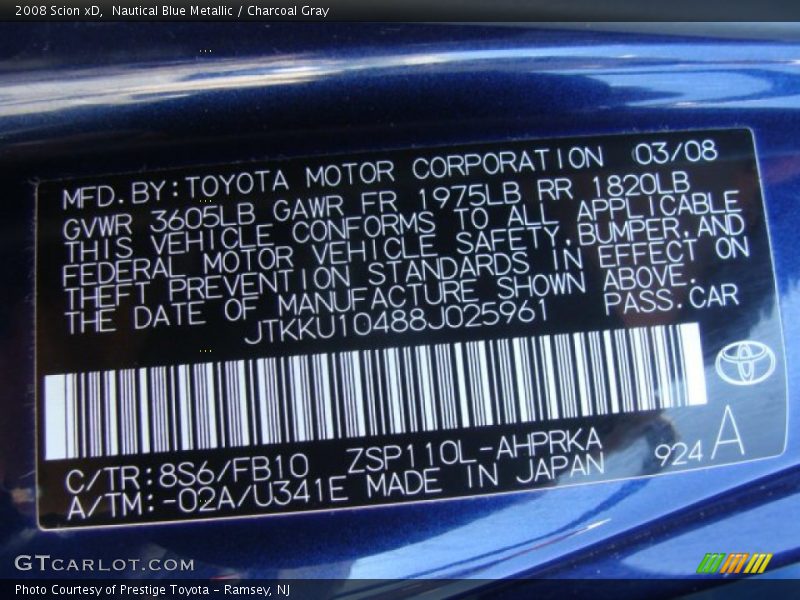 2008 Scion xD, Nautical Blue Metallic / Charcoal Gray
MFD.BY:TOYOTA MOTOR CORPORATION 03/08
GVWR 3605LB GAWR FR 1975LB RR 1820LB
THIS VEHICLE CONFORMS TO ALL APPLICABLE
FEDERAL MOTOR VEHICLE SAFETY,BUMPER,AND
THEFT PREVENTION STANDARDS IN EFFECT ON
THE DATE OF MANUFACTURE SHOWN ABOVE.
JTKKU10488J025961 PASS.CAR
C/TR:8S6/FB10 ZSP110L-AHPRKA
A/TM:-02A/U341E MADE IN JAPAN 924 A
GTCARLOT.COM
Photo Courtesy of Prestige Toyota - Ramsey, NJ